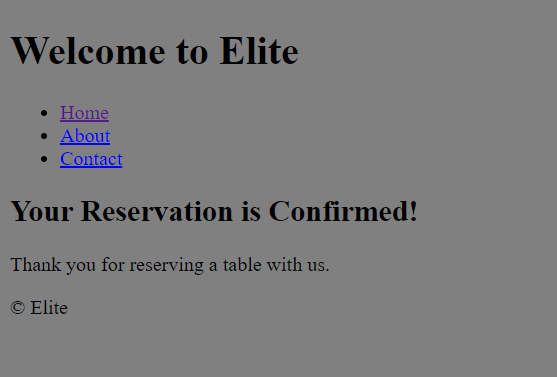 Welcome to Elite
Home
About
Contact
Your Reservation is Confirmed!
Thank you for reserving a table with us.
© Elite